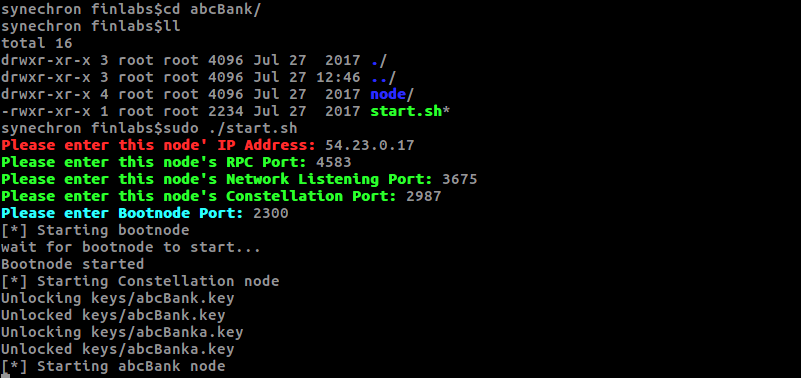 synechron finlabs$cd abcBank/
synechron finlabs$ll
total 16
drwxr-xr-x 3 root root 4096 Jul 27  2017 ./
drwxr-xr-x 3 root root 4096 Jul 27 12:46 ../
drwxr-xr-x 4 root root 4096 Jul 27  2017 node/
-rwxr-xr-x 1 root root 2234 Jul 27  2017 start.sh*
synechron finlabs$sudo ./start.sh
Please enter this node' IP Address: 54.23.0.17
Please enter this node's RPC Port: 4583
Please enter this node's Network Listening Port: 3675
Please enter this node's Constellation Port: 2987
Please enter Bootnode Port: 2300
[*] Starting bootnode
wait for bootnode to start...
Bootnode started
[*] Starting Constellation node
Unlocking keys/abcBank.key
Unlocked keys/abcBank.key
Unlocking keys/abcBanka.key
Unlocked keys/abcBanka.key
[*] Starting abcBank node